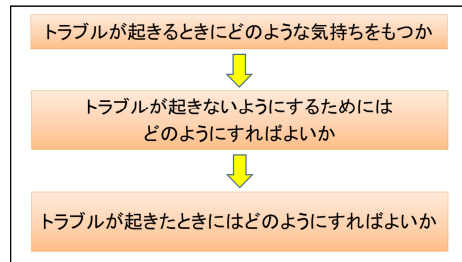 トラブルが起きるときにどのような気持ちをもつか
トラブルが起きないようにするためには
どのようにすればよいか
トラブルが起きたときにはどのようにすればよいか